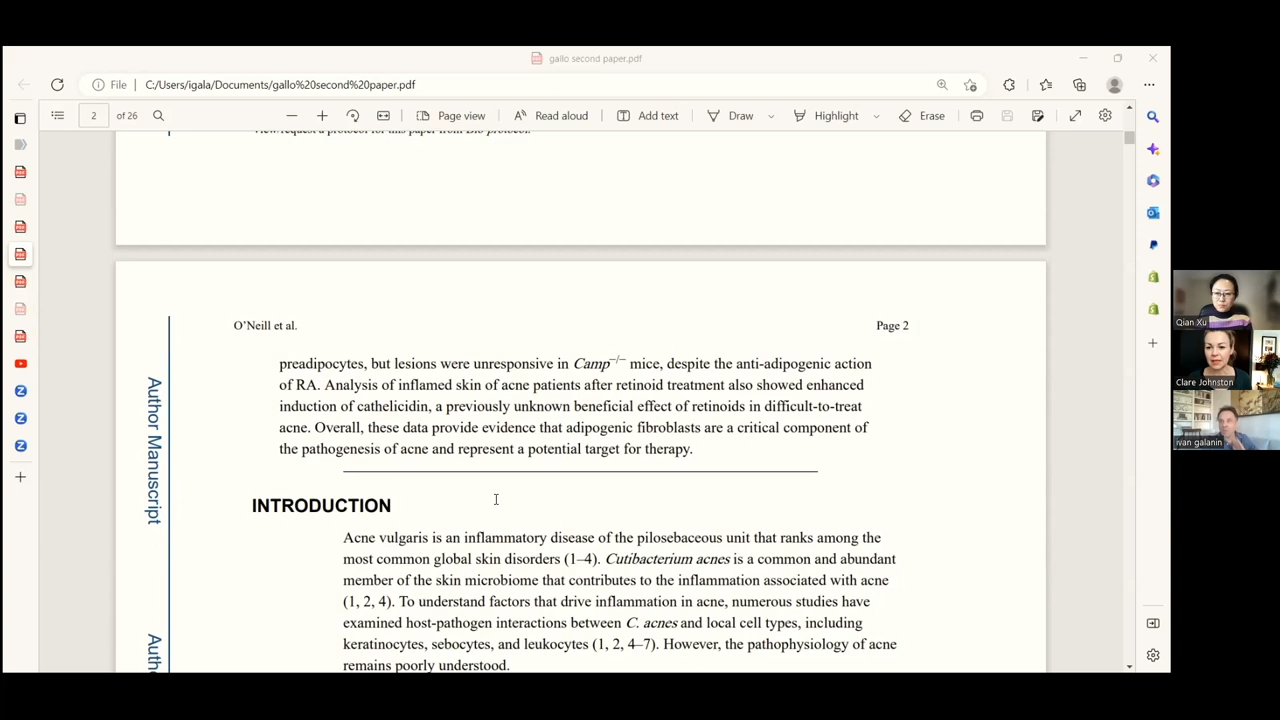 gallo second paper.pdf
File C:/Users/igala/Documents/gallo%20second%20paper.pdf
2 of 26 Page view Read aloud Add text Draw Highlight Erase
View/request a protocol for this paper from Bio-protocol.
O'Neill et al.
Page 2
preadipocytes, but lesions were unresponsive in Camp−/− mice, despite the anti-adipogenic action
of RA. Analysis of inflamed skin of acne patients after retinoid treatment also showed enhanced
induction of cathelicidin, a previously unknown beneficial effect of retinoids in difficult-to-treat
acne. Overall, these data provide evidence that adipogenic fibroblasts are a critical component of
the pathogenesis of acne and represent a potential target for therapy.
Author Manuscript
INTRODUCTION
Acne vulgaris is an inflammatory disease of the pilosebaceous unit that ranks among the
most common global skin disorders (1–4). Cutibacterium acnes is a common and abundant
member of the skin microbiome that contributes to the inflammation associated with acne
(1, 2, 4). To understand factors that drive inflammation in acne, numerous studies have
examined host-pathogen interactions between C. acnes and local cell types, including
keratinocytes, sebocytes, and leukocytes (1, 2, 4–7). However, the pathophysiology of acne
remains poorly understood.
Qian Xu
Clare Johnston
ivan galanin